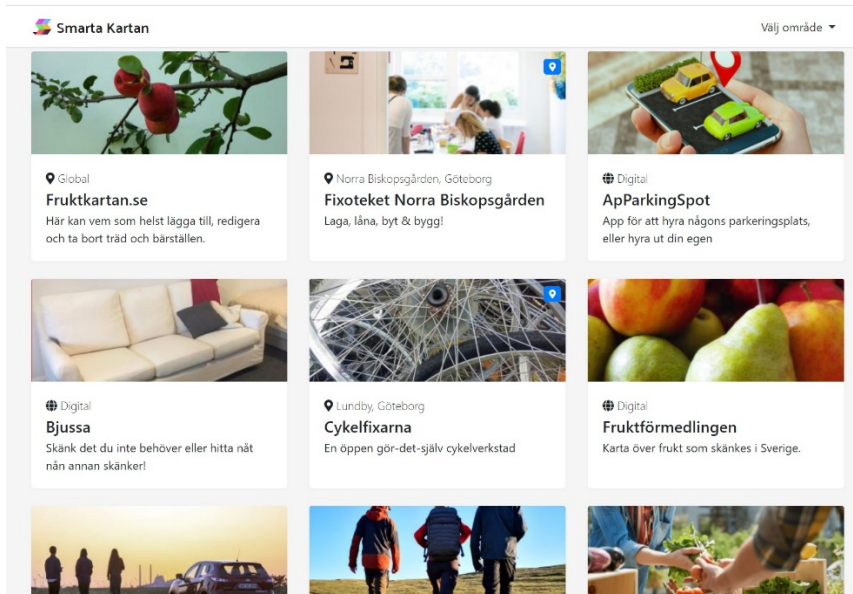 Smarta Kartan
Välj område
Global
Fruktkartan.se
Här kan vem som helst lägga till, redigera
och ta bort träd och bärställen.
Norra Biskopsgården, Göteborg
Fixoteket Norra Biskopsgården
Laga, låna, byt & bygg!
Digital
ApParkingSpot
App för att hyra någons parkeringsplats,
eller hyra ut din egen
Digital
Bjussa
Skänk det du inte behöver eller hitta nåt
nån annan skänker!
Lundby, Göteborg
Cykelfixarna
En öppen gör-det-själv cykelverkstad
Digital
Fruktförmedlingen
Karta över frukt som skänkes i Sverige.